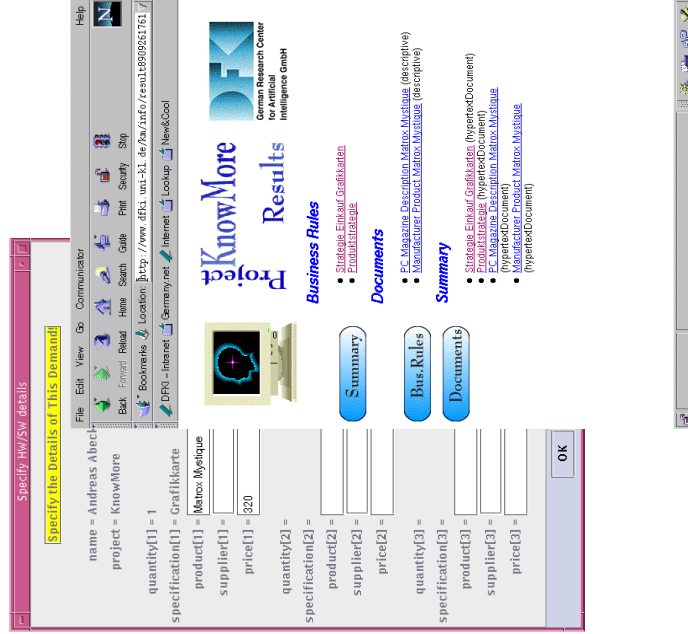 Specify HW/SW details
Specify the Details of This Demand!
name = Andreas Abeck
project = KnowMore
quantity[1] = 1
specification[1] = Grafikkarte
product[1] = Matrox Mystique
supplier[1] =
price[1] = 320
quantity[2] =
specification[2] =
product[2] =
supplier[2] =
price[2] =
quantity[3] =
specification[3] =
product[3] =
supplier[3] =
price[3] =
OK
File Edit View Go Communicator Help
Back Forward Reload Home Search Guide Print Security Stop
N
Bookmarks Location: http://www.dfki.uni-kl.de/km/info/result8909261761
DFKI – Intranet Germany.net Internet Lookup New&Cool
Project KnowMore
Results
DFKI
German Research Center
for Artificial
Intelligence GmbH
Summary
Bus.Rules
Documents
Business Rules
Strategie Einkauf Grafikkarten
Produktstrategie
Documents
PC Magazine Description Matrox Mystique (descriptive)
Manufacturer Product Matrox Mystique (descriptive)
Summary
Strategie Einkauf Grafikkarten (hypertextDocument)
Produktstrategie (hypertextDocument)
PC Magazine Description Matrox Mystique
(hypertextDocument)
Manufacturer Product Matrox Mystique
(hypertextDocument)